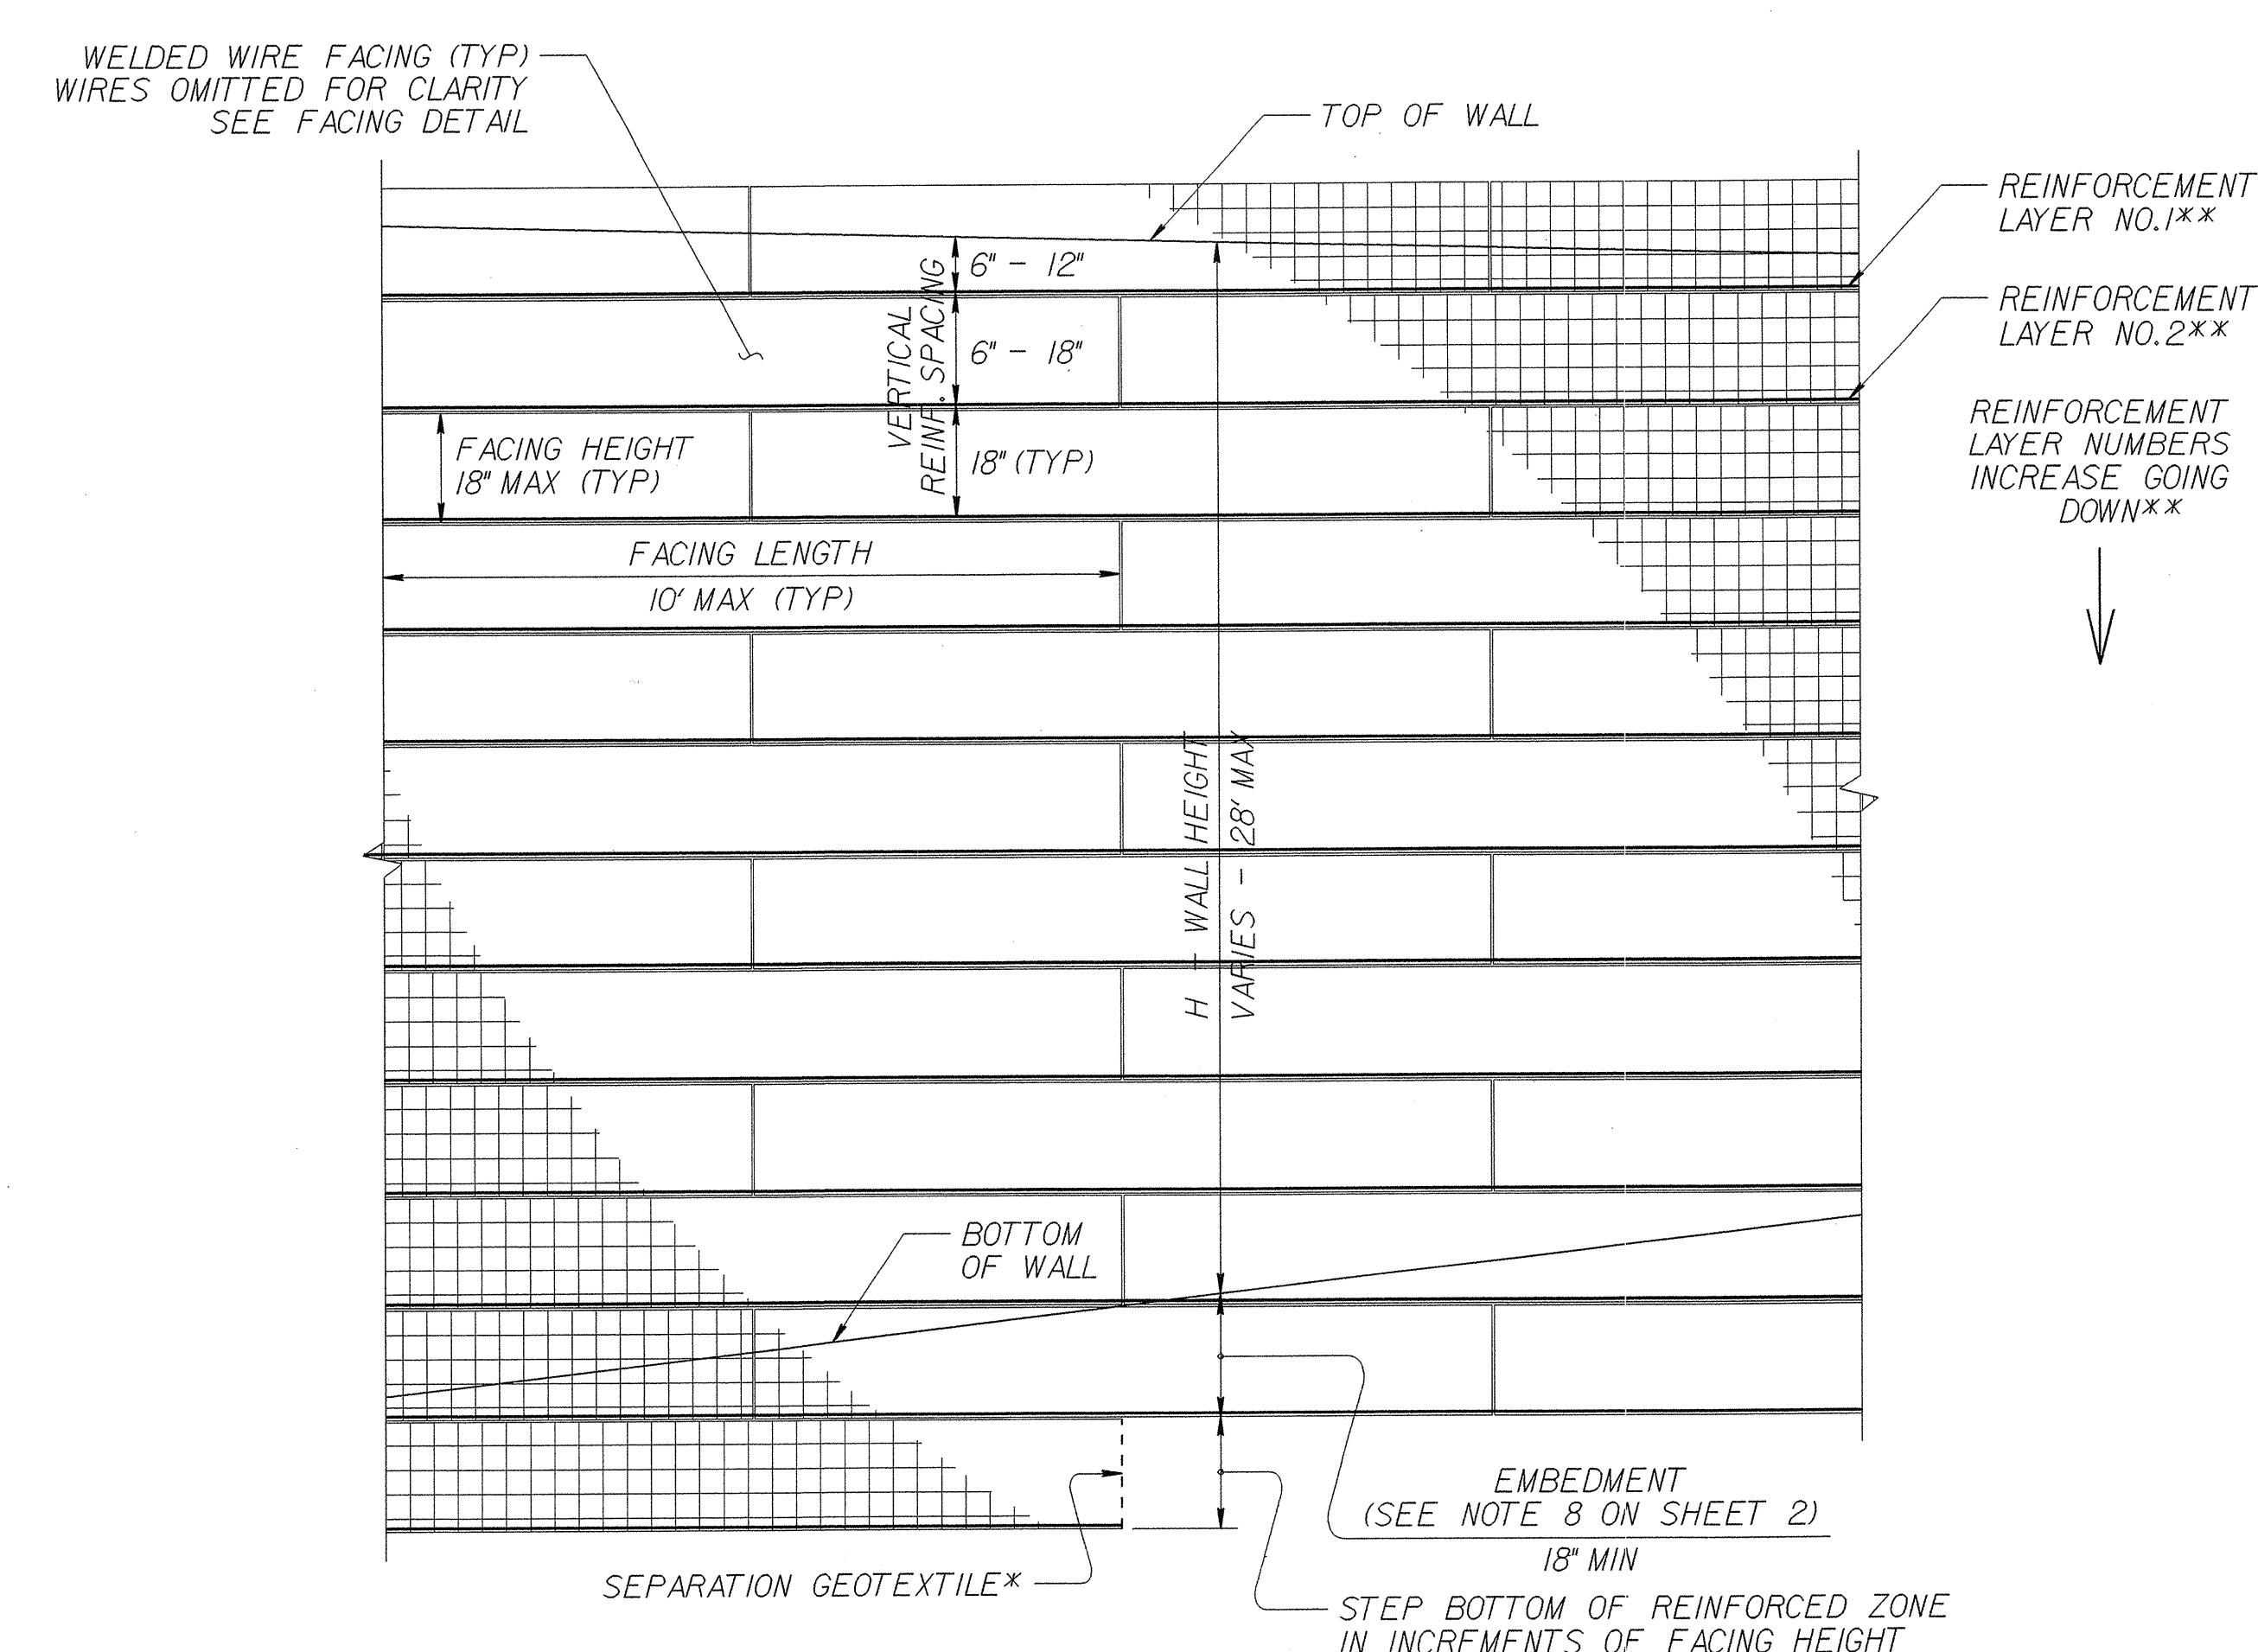 WELDED WIRE FACING (TYP)
WIRES OMITTED FOR CLARITY
SEE FACING DETAIL
TOP OF WALL
REINFORCEMENT
LAYER NO.1**
REINFORCEMENT
LAYER NO.2**
REINFORCEMENT
LAYER NUMBERS
INCREASE GOING
DOWN**
VERTICAL
REINF. SPACING
6" - 12"
6" - 18"
18" (TYP)
FACING HEIGHT
18" MAX (TYP)
FACING LENGTH
10' MAX (TYP)
H - WALL HEIGHT
VARIES - 28' MAX
BOTTOM
OF WALL
EMBEDMENT
(SEE NOTE 8 ON SHEET 2)
18" MIN
SEPARATION GEOTEXTILE*
STEP BOTTOM OF REINFORCED ZONE
IN INCREMENTS OF FACING HEIGHT